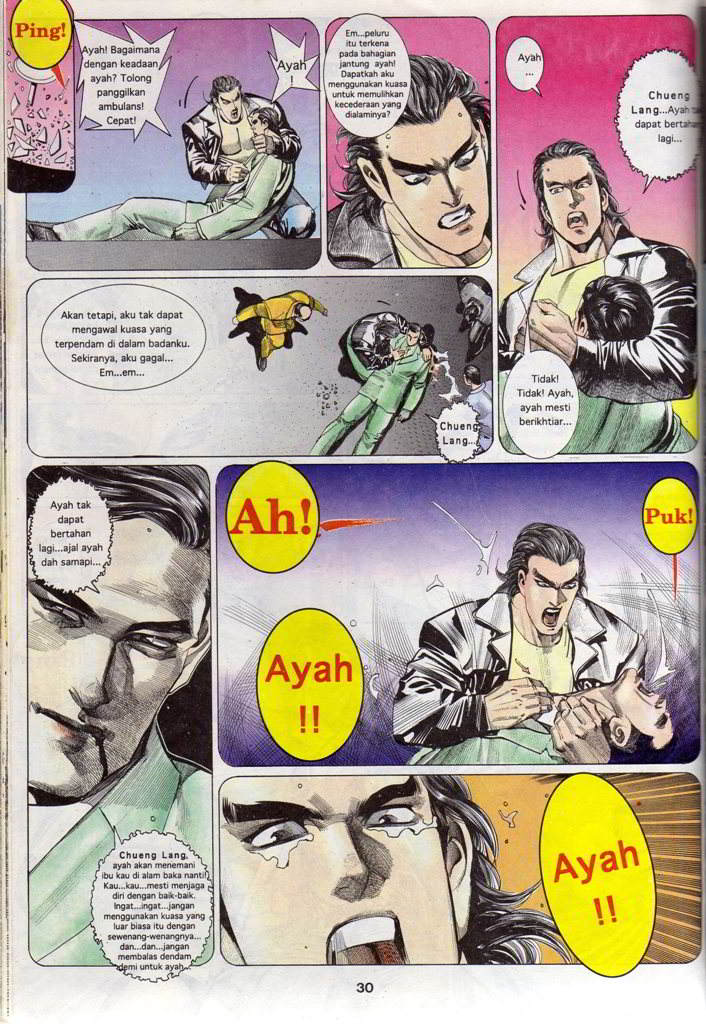 Ping!
Ayah! Bagaimana
dengan keadaan
ayah? Tolong
panggilkan
ambulans!
Cepat!
Ayah
!
Em...peluru
itu terkena
pada bahagian
jantung ayah!
Dapatkah aku
menggunakan kuasa
untuk memulihkan
kecederaan yang
dialaminya?
Ayah
...
Chueng
Lang...Ayah tak
dapat bertahan
lagi...
Tidak!
Tidak! Ayah,
ayah mesti
berikhtiar...
Akan tetapi, aku tak dapat
mengawal kuasa yang
terpendam di dalam badanku.
Sekiranya, aku gagal...
Em...em...
Chueng
Lang...
Ayah tak
dapat
bertahan
lagi...ajal ayah
dah samapi...
Chueng Lang,
ayah akan menemani
ibu kau di alam baka nanti!
Kau...kau...mesti menjaga
diri dengan baik-baik.
Ingat...ingat...jangan
menggunakan kuasa yang
luar biasa itu dengan
sewenang-wenangnya...
dan...dan...jangan
membalas dendam
demi untuk ayah...
Ah!
Puk!
Ayah
!!
Ayah
!!
30